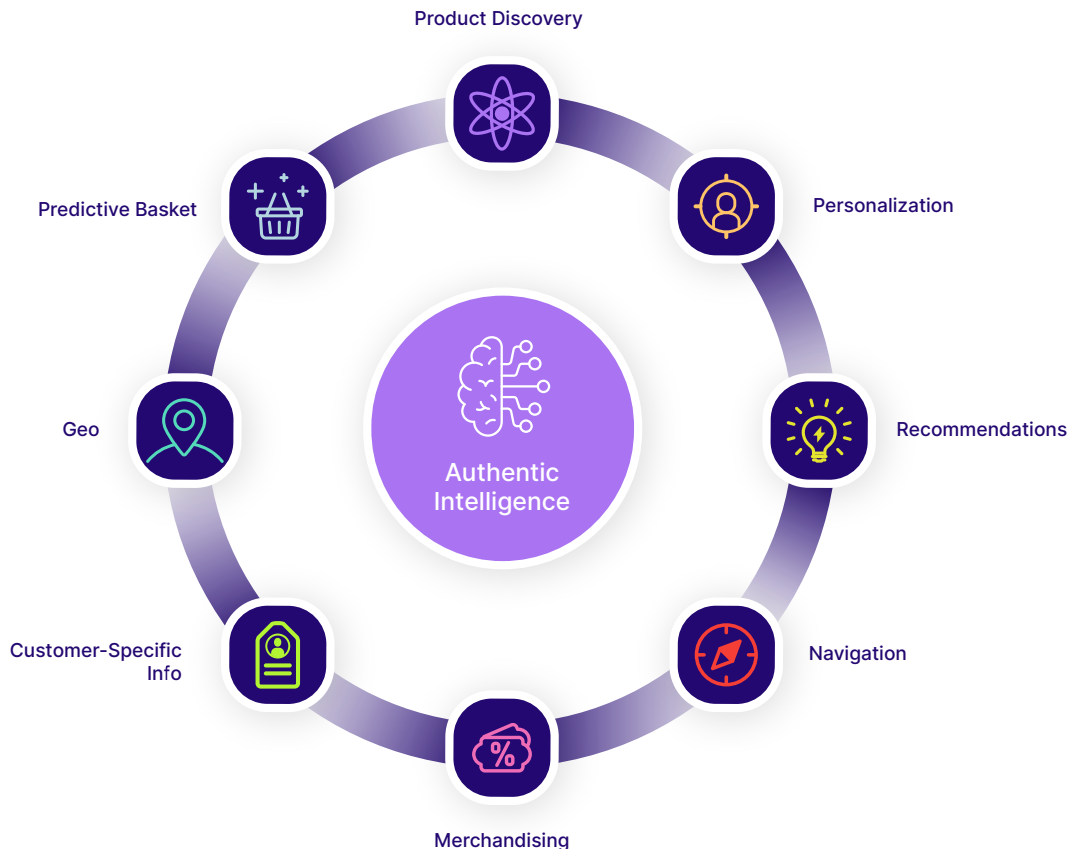 Product Discovery
Predictive Basket
Personalization
Geo
Authentic
Intelligence
Recommendations
Customer-Specific
Info
Navigation
%
Merchandising